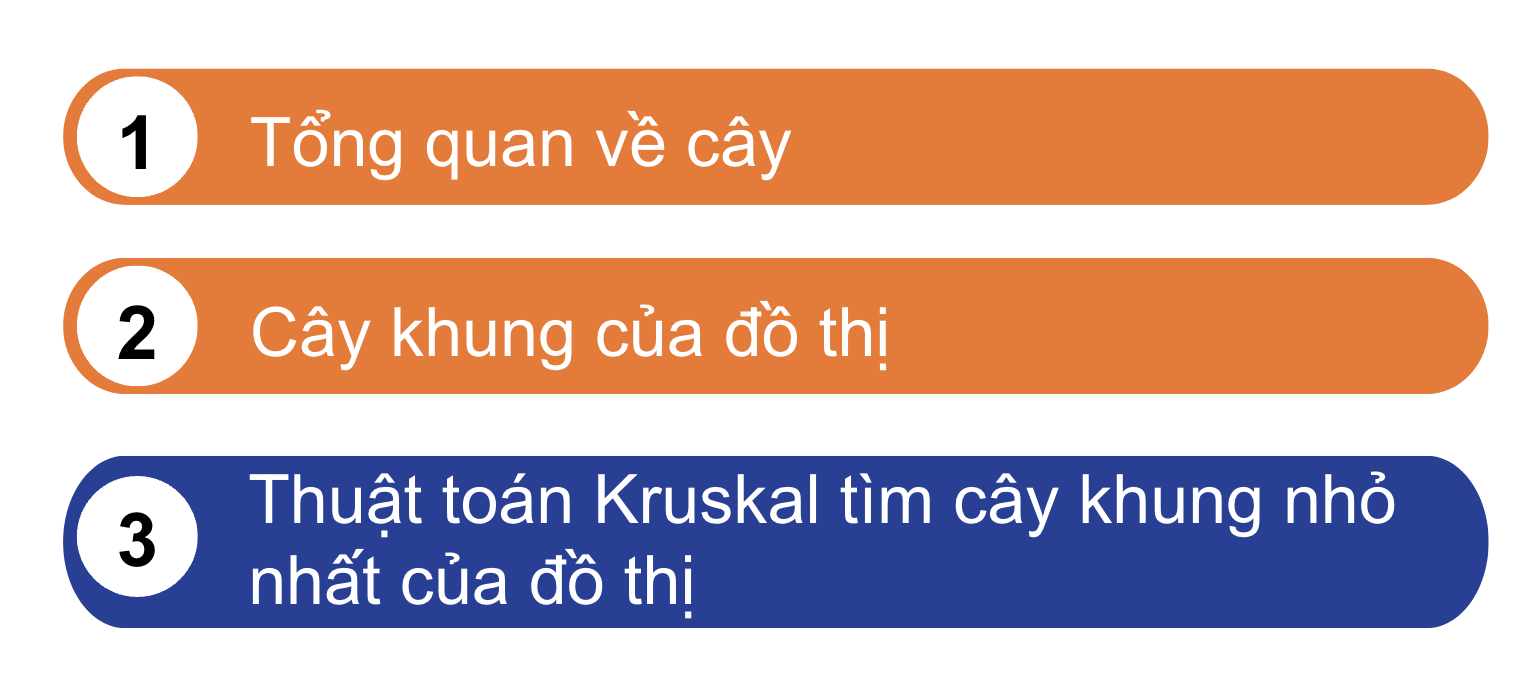 1 Tổng quan về cây
2 Cây khung của đồ thị
3 Thuật toán Kruskal tìm cây khung nhỏ
nhất của đồ thị